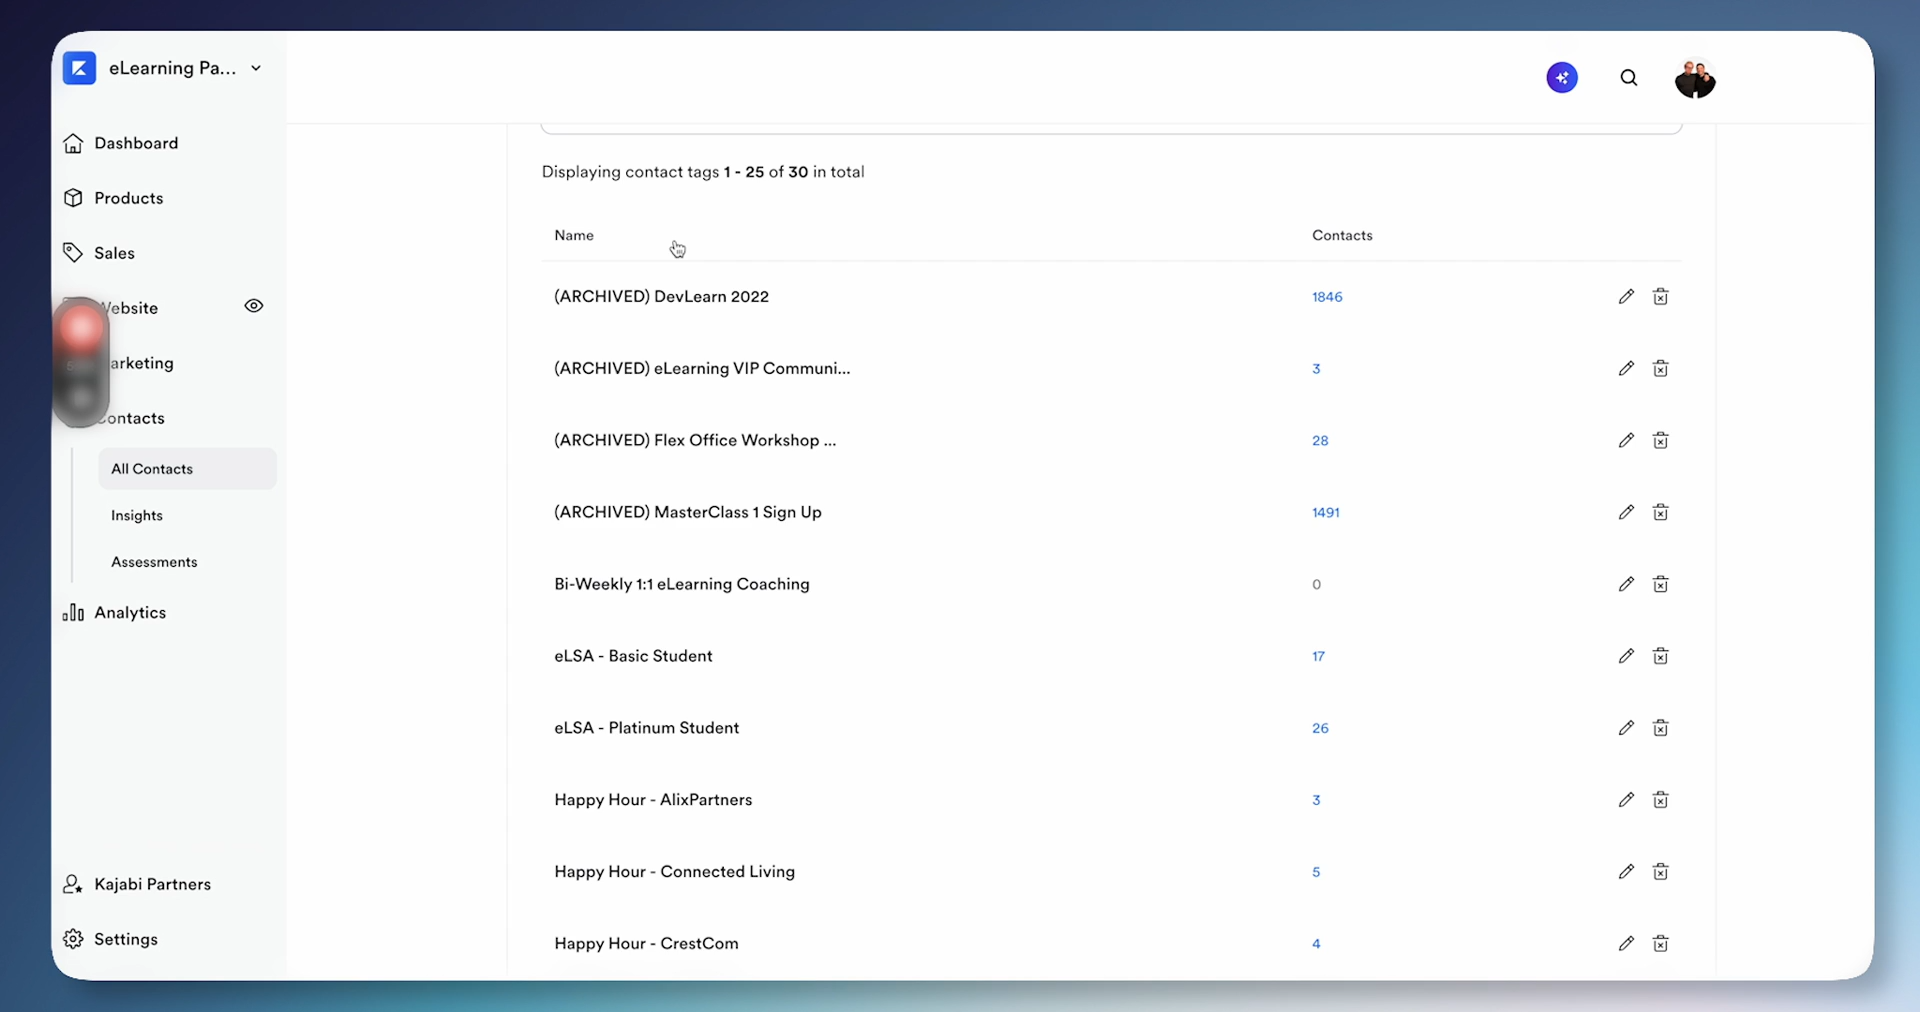 eLearning Pa...
Dashboard
Products
Sales
Website
Marketing
Contacts
All Contacts
Insights
Assessments
Analytics
Kajabi Partners
Settings
Displaying contact tags 1 - 25 of 30 in total
Name Contacts
(ARCHIVED) DevLearn 2022 1846
(ARCHIVED) eLearning VIP Communi... 3
(ARCHIVED) Flex Office Workshop ... 28
(ARCHIVED) MasterClass 1 Sign Up 1491
Bi-Weekly 1:1 eLearning Coaching 0
eLSA - Basic Student 17
eLSA - Platinum Student 26
Happy Hour - AlixPartners 3
Happy Hour - Connected Living 5
Happy Hour - CrestCom 4